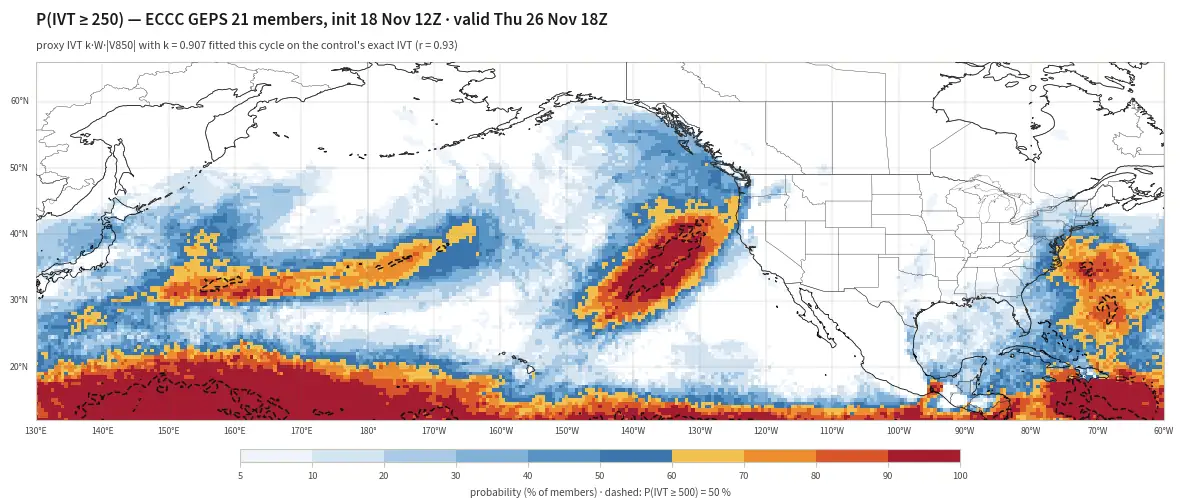 P(IVT ≥ 250) — ECCC GEPS 21 members, init 18 Nov 12Z · valid Thu 26 Nov 18Z
proxy IVT k·W·|V850| with k = 0.907 fitted this cycle on the control's exact IVT (r = 0.93)
60°N
50°N
40°N
30°N
20°N
130°E 140°E 150°E 160°E 170°E 180° 170°W 160°W 150°W 140°W 130°W 120°W 110°W 100°W 90°W 80°W 70°W 60°W
5 10 20 30 40 50 60 70 80 90 100
probability (% of members) · dashed: P(IVT ≥ 500) = 50 %